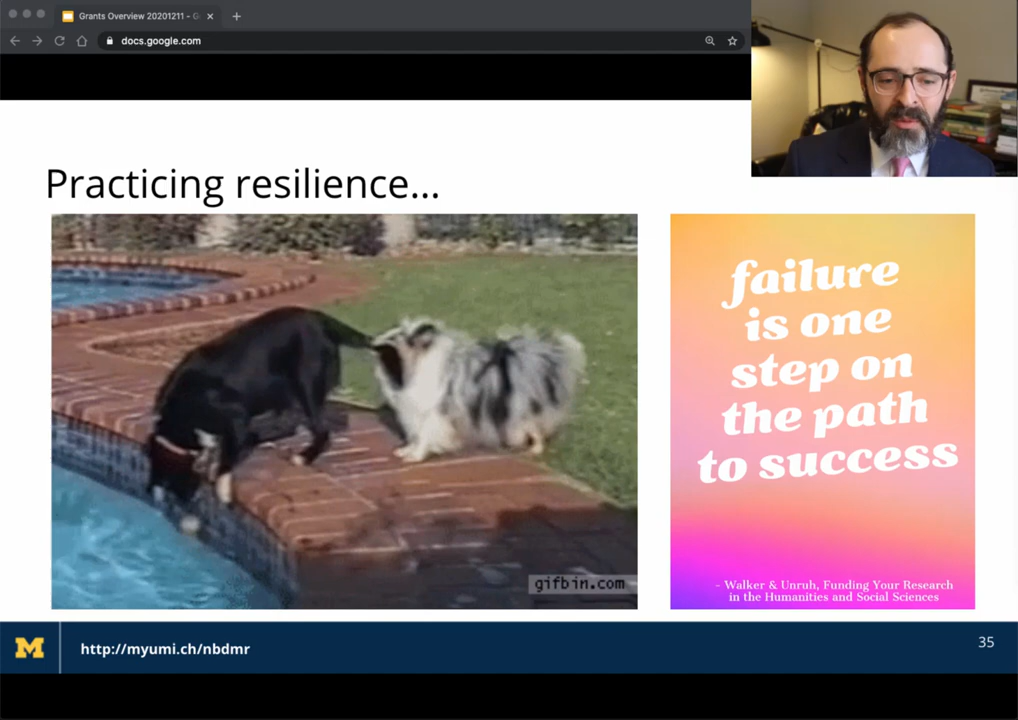 Grants Overview 20201211 - G
docs.google.com
Practicing resilience...
gifbin.com
failure
is one
step on
the path
to success
- Walker & Unruh, Funding Your Research
in the Humanities and Social Sciences
M
http://myumi.ch/nbdmr
35